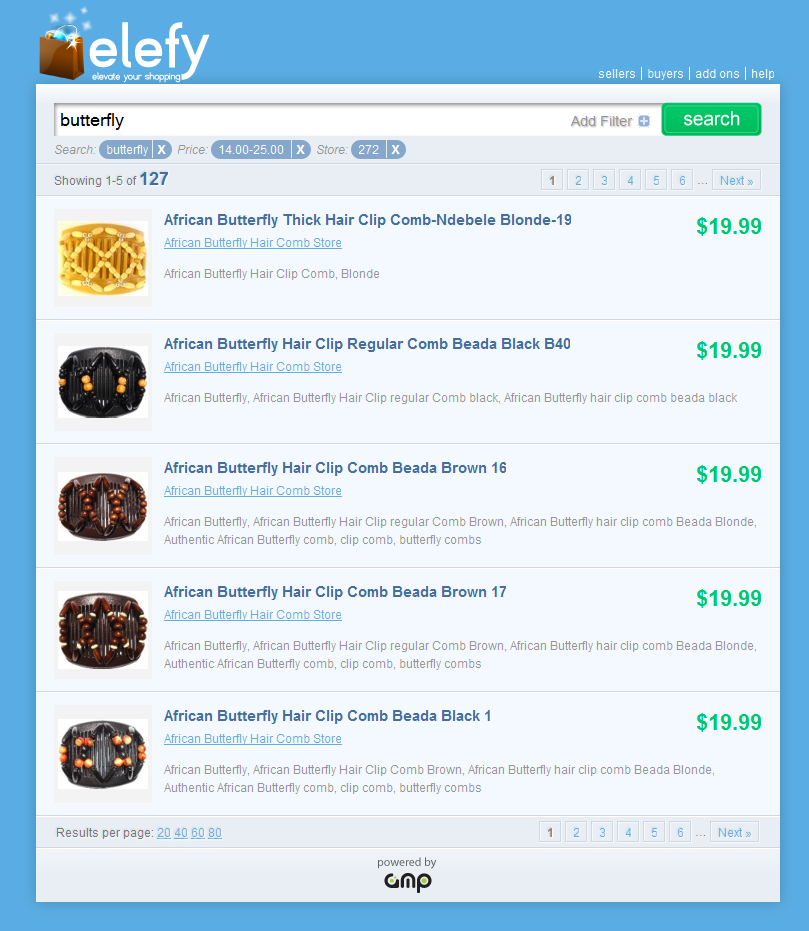 elefy
elevate your shopping
sellers | buyers | add ons | help
butterfly
Add Filter
search
Search: butterfly X Price: 14.00-25.00 X Store: 272 X
Showing 1-5 of 127
1 2 3 4 5 6 ... Next »
African Butterfly Thick Hair Clip Comb-Ndebele Blonde-19
$19.99
African Butterfly Hair Comb Store
African Butterfly Hair Clip Comb, Blonde
African Butterfly Hair Clip Regular Comb Beada Black B40
$19.99
African Butterfly Hair Comb Store
African Butterfly, African Butterfly Hair Clip regular Comb black, African Butterfly hair clip comb beada black
African Butterfly Hair Clip Comb Beada Brown 16
$19.99
African Butterfly Hair Comb Store
African Butterfly, African Butterfly Hair Clip regular Comb Brown, African Butterfly hair clip comb Beada Blonde,
Authentic African Butterfly comb, clip comb, butterfly combs
African Butterfly Hair Clip Comb Beada Brown 17
$19.99
African Butterfly Hair Comb Store
African Butterfly, African Butterfly Hair Clip regular Comb Brown, African Butterfly hair clip comb Beada Blonde,
Authentic African Butterfly comb, clip comb, butterfly combs
African Butterfly Hair Clip Comb Beada Black 1
$19.99
African Butterfly Hair Comb Store
African Butterfly, African Butterfly Hair Clip Comb Brown, African Butterfly hair clip comb Beada Blonde,
Authentic African Butterfly comb, clip comb, butterfly combs
Results per page: 20 40 60 80
1 2 3 4 5 6 ... Next »
powered by
amp